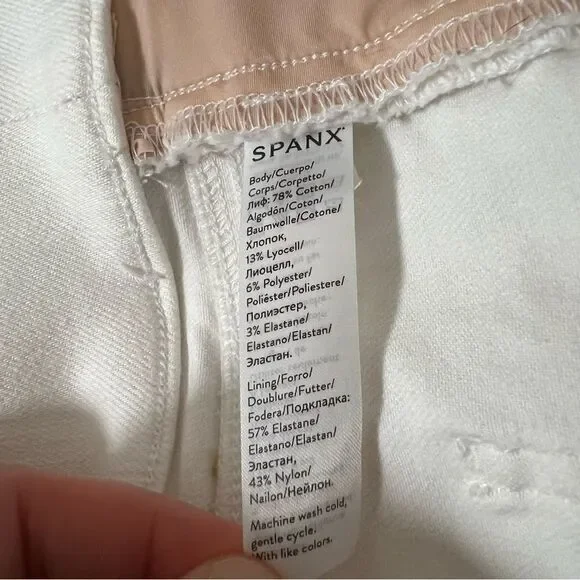 SPANX
Body/Cuerpo/
Corps/Corpetto/
Лиф: 78% Cotton/
Algodón/Coton/
Baumwolle/Cotone/
Хлопок,
13% Lyocell/
Лиоцелл,
6% Polyester/
Poliéster/Poliestere/
Полиэстер,
3% Elastane/
Elastano/Elastan/
Эластан.
Lining/Forro/
Doublure/Futter/
Fodera/Подкладка:
57% Elastane/
Elastano/Elastan/
Эластан,
43% Nylon/
Nailon/Нейлон.
Machine wash cold,
gentle cycle.
With like colors.